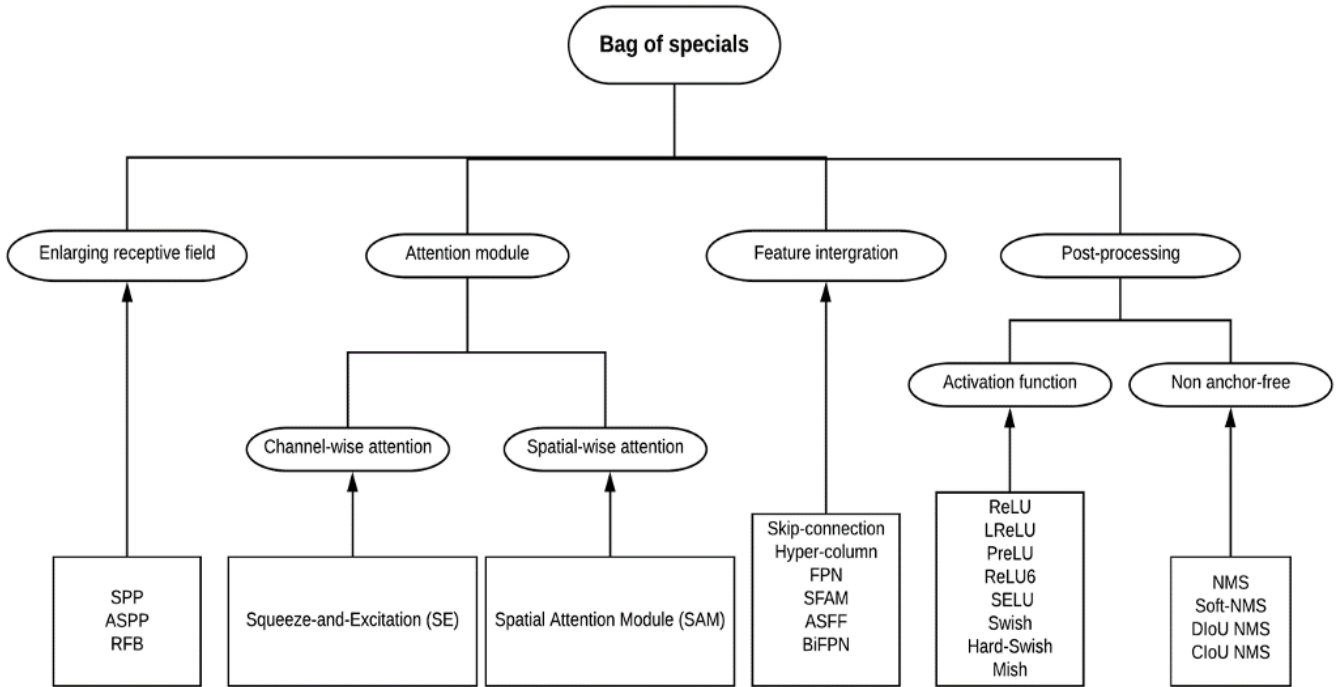 Bag of specials
Enlarging receptive field
Attention module
Feature intergration
Post-processing
Activation function
Non anchor-free
Channel-wise attention
Spatial-wise attention
SPP
ASPP
RFB
Squeeze-and-Excitation (SE)
Spatial Attention Module (SAM)
Skip-connection
Hyper-column
FPN
SFAM
ASFF
BiFPN
ReLU
LReLU
PreLU
ReLU6
SELU
Swish
Hard-Swish
Mish
NMS
Soft-NMS
DIoU NMS
CIoU NMS